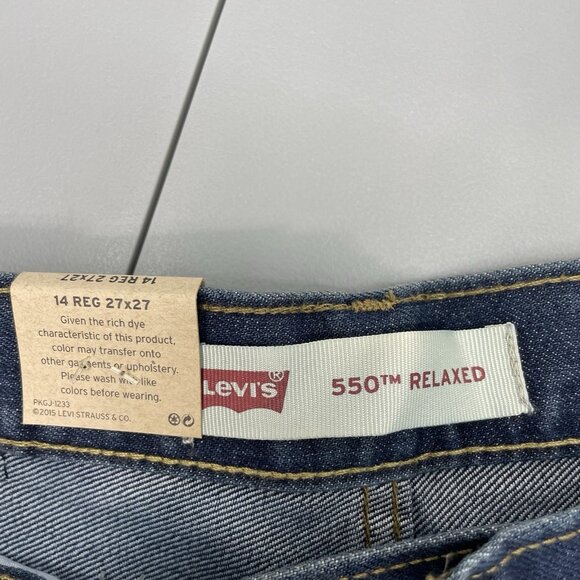 14 REG 27x27
14 REG 27x27
Given the rich dye
characteristic of this product,
color may transfer onto
other garments or upholstery.
Please wash with like
colors before wearing.
PKGJ-1233
©2015 LEVI STRAUSS & CO.
Levi's®
550™ RELAXED